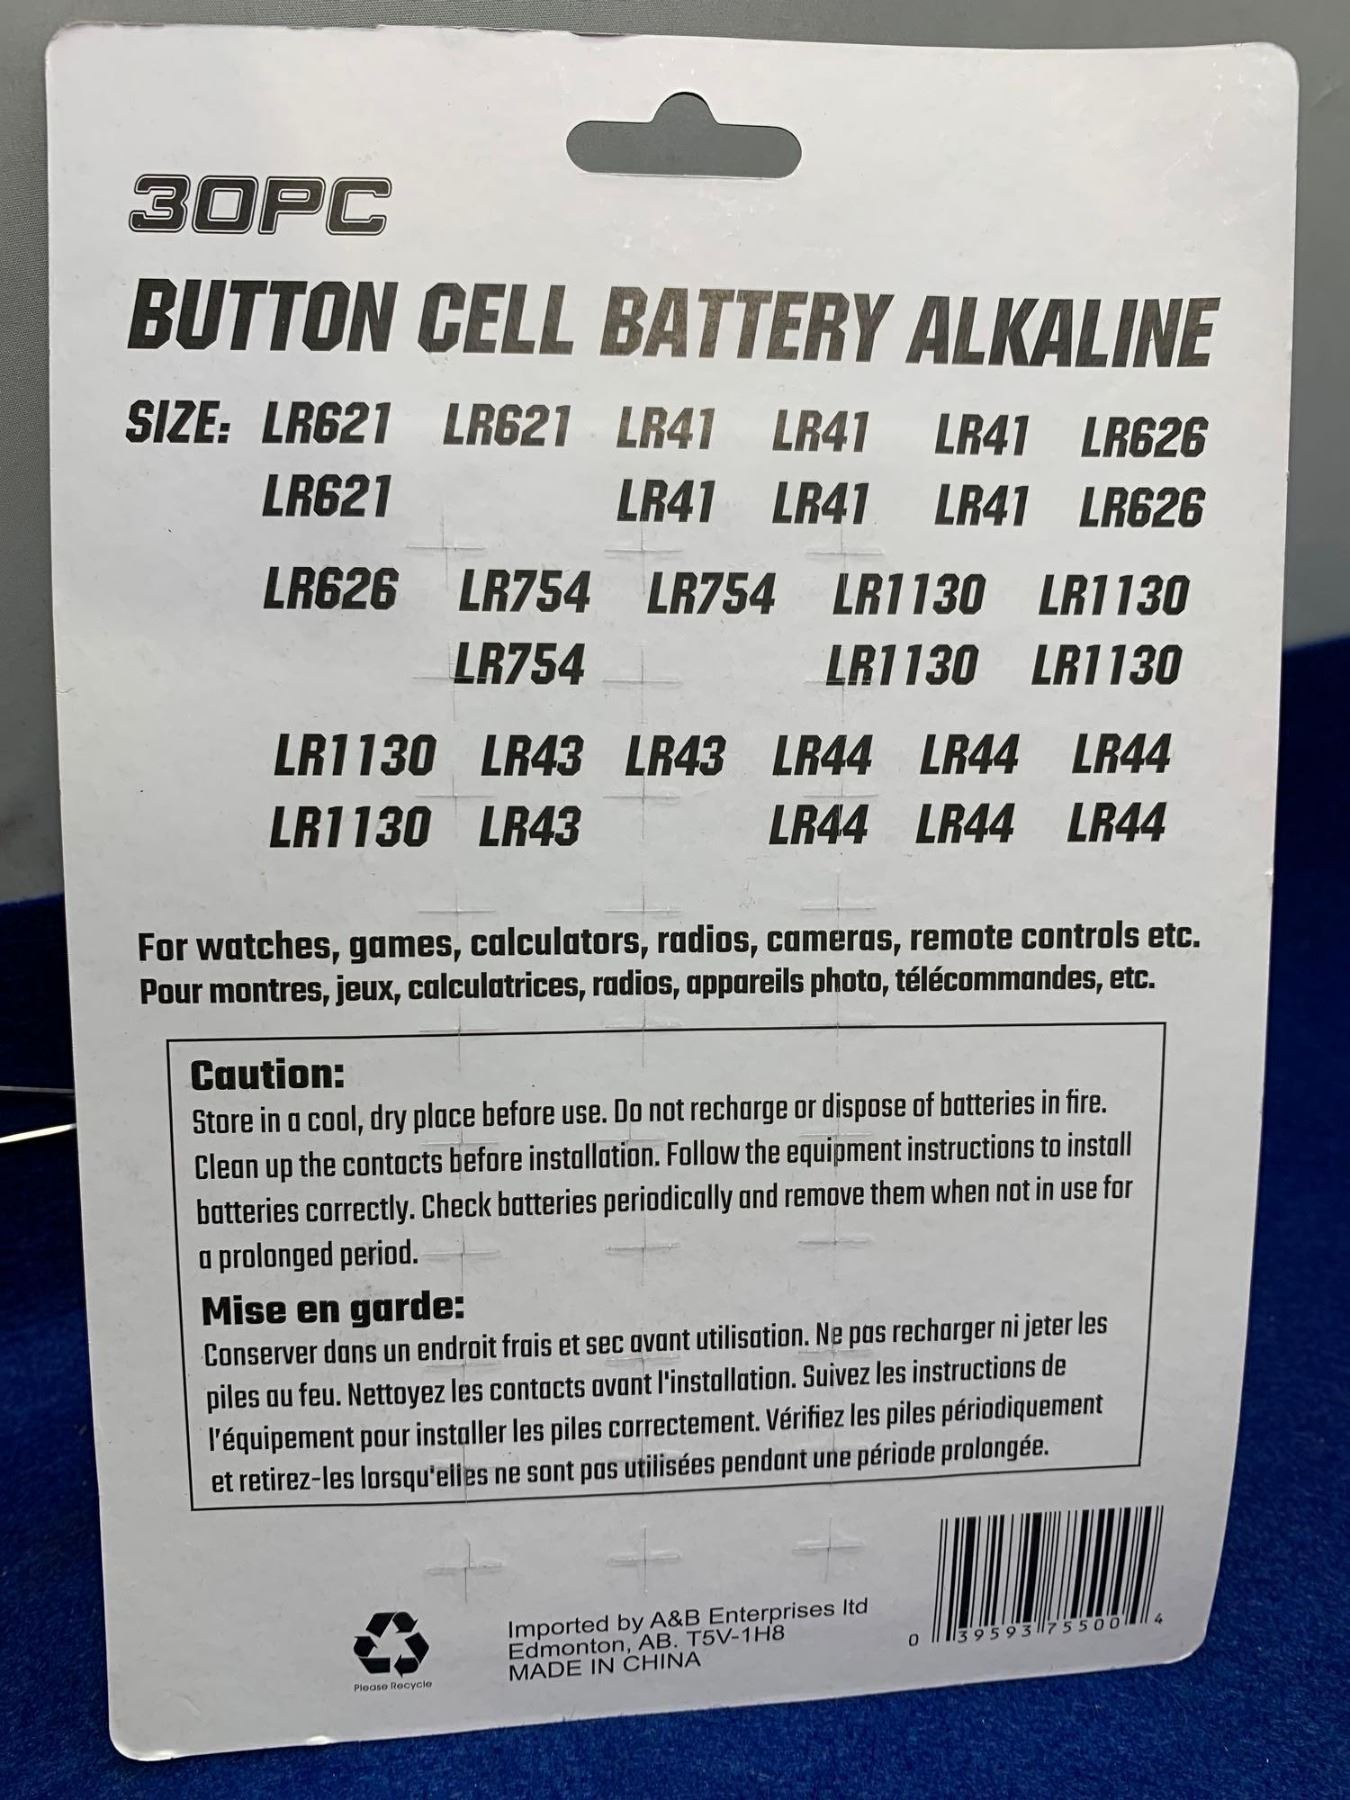 30PC
BUTTON CELL BATTERY ALKALINE
SIZE: LR621 LR621 LR41 LR41 LR41 LR626
LR621 LR41 LR41 LR41 LR626
LR626 LR754 LR754 LR1130 LR1130
LR754 LR1130 LR1130
LR1130 LR43 LR43 LR44 LR44 LR44
LR1130 LR43 LR44 LR44 LR44
For watches, games, calculators, radios, cameras, remote controls etc.
Pour montres, jeux, calculatrices, radios, appareils photo, télécommandes, etc.
Caution:
Store in a cool, dry place before use. Do not recharge or dispose of batteries in fire.
Clean up the contacts before installation. Follow the equipment instructions to install
batteries correctly. Check batteries periodically and remove them when not in use for
a prolonged period.
Mise en garde:
Conserver dans un endroit frais et sec avant utilisation. Ne pas recharger ni jeter les
piles au feu. Nettoyez les contacts avant l'installation. Suivez les instructions de
l'équipement pour installer les piles correctement. Vérifiez les piles périodiquement
et retirez-les lorsqu'elles ne sont pas utilisées pendant une période prolongée.
Please Recycle
Imported by A&B Enterprises ltd
Edmonton, AB. T5V-1H8
MADE IN CHINA
0 39593 75500 4